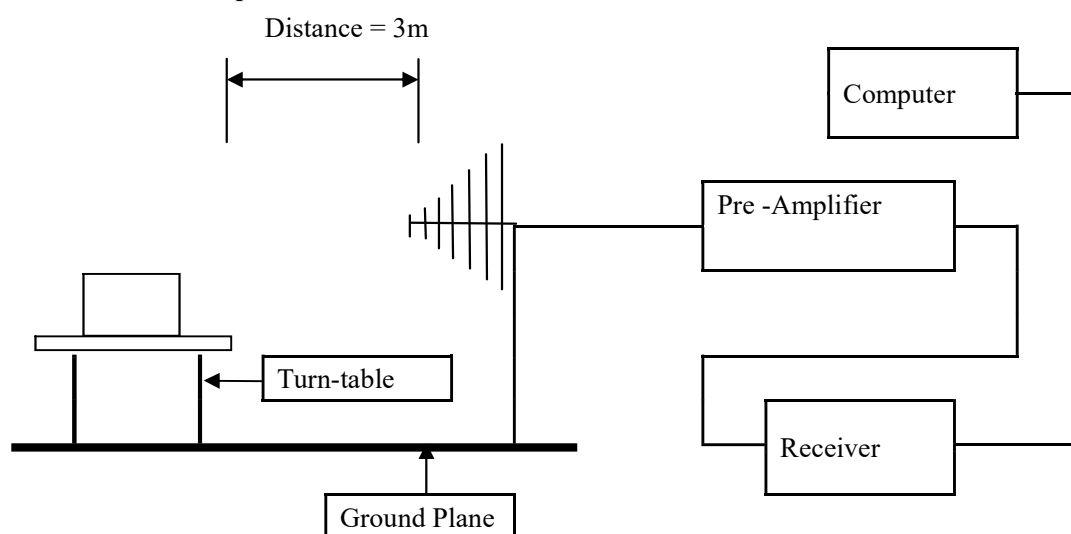 Distance = 3m
Computer
Pre -Amplifier
Turn-table
Receiver
Ground Plane